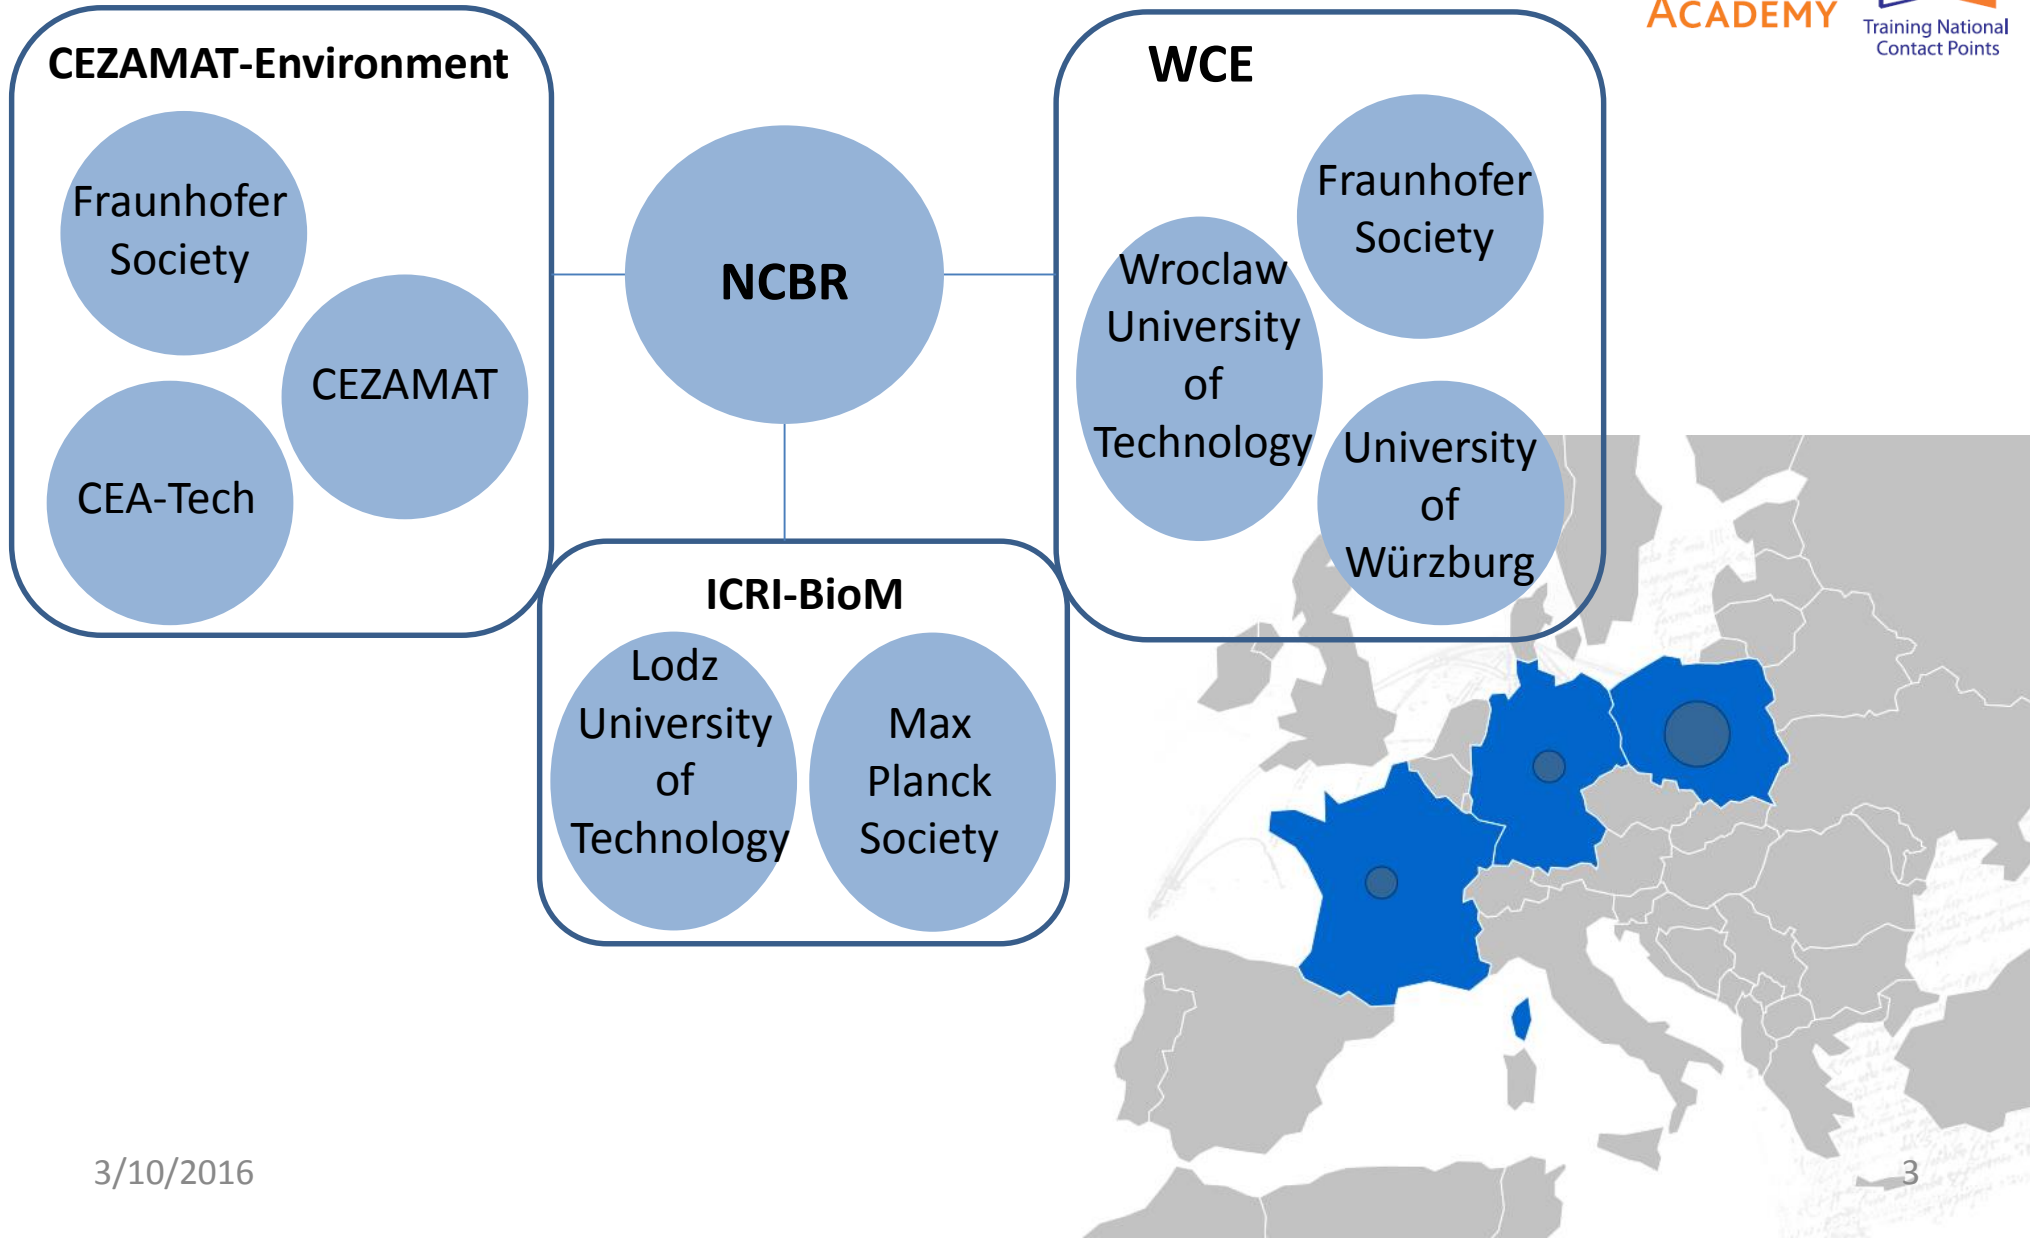 CEZAMAT-Environment
Fraunhofer
Society
CEZAMAT
CEA-Tech
NCBR
WCE
Fraunhofer
Society
Wroclaw
University
of
Technology
University
of
Würzburg
ICRI-BioM
Lodz
University
of
Technology
Max
Planck
Society
ACADEMY
Training National
Contact Points
3/10/2016
3